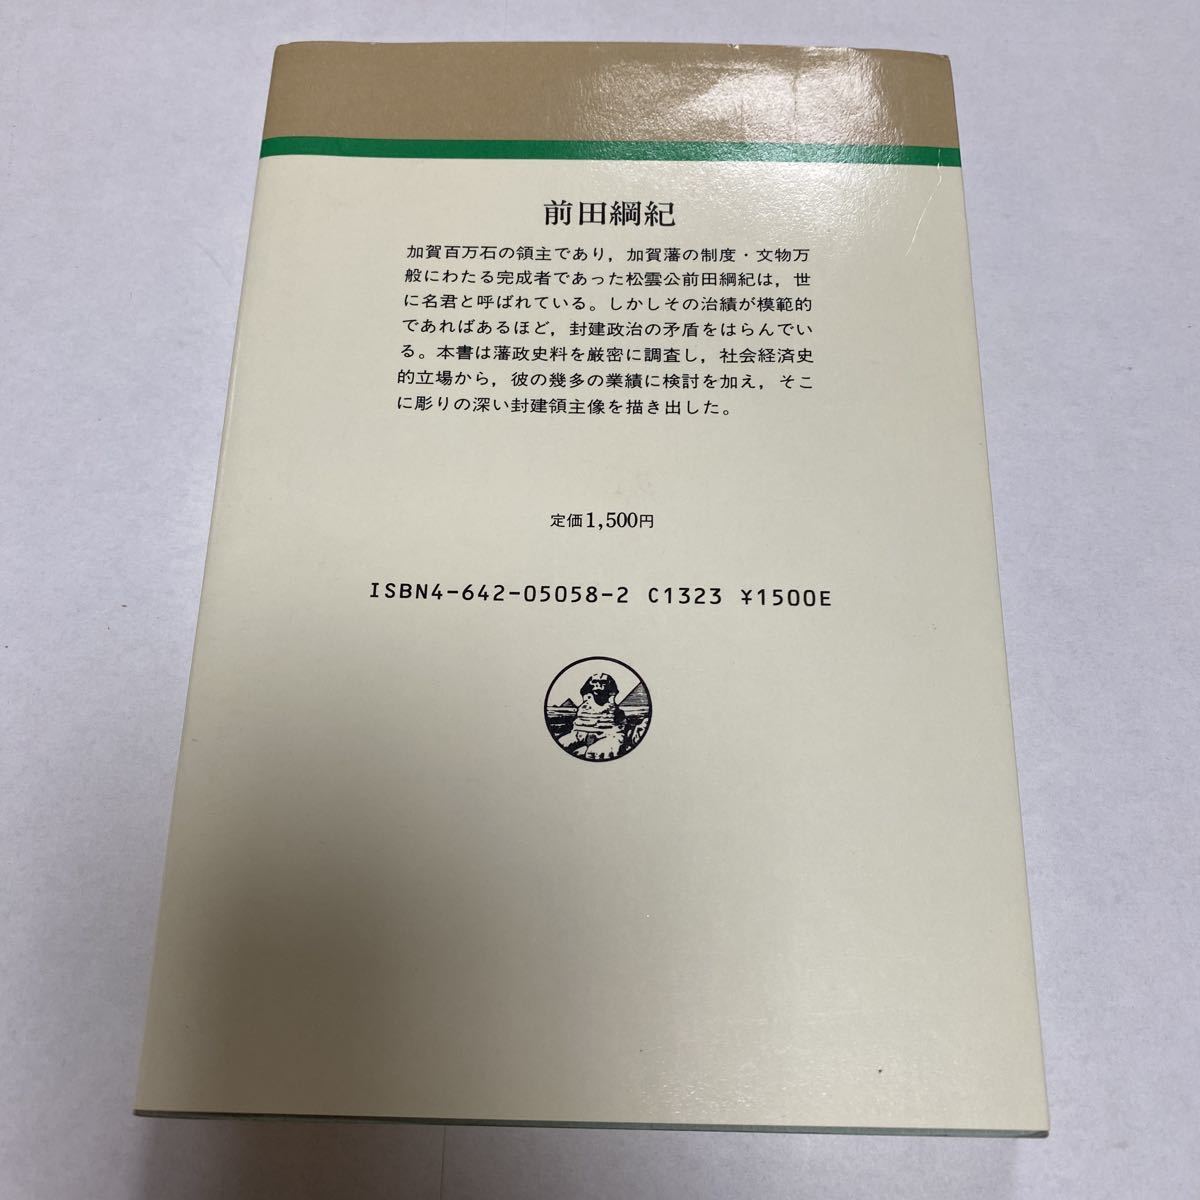 前田綱紀
加賀百万石の領主であり，加賀藩の制度・文物万
般にわたる完成者であった松雲公前田綱紀は，世
に名君と呼ばれている。しかしその治績が模範的
であればあるほど，封建政治の矛盾をはらんでい
る。本書は藩政史料を厳密に調査し，社会経済史
的立場から，彼の幾多の業績に検討を加え，そこ
に彫りの深い封建領主像を描き出した。
定価1,500円
ISBN4-642-05058-2 C1323 ¥1500E